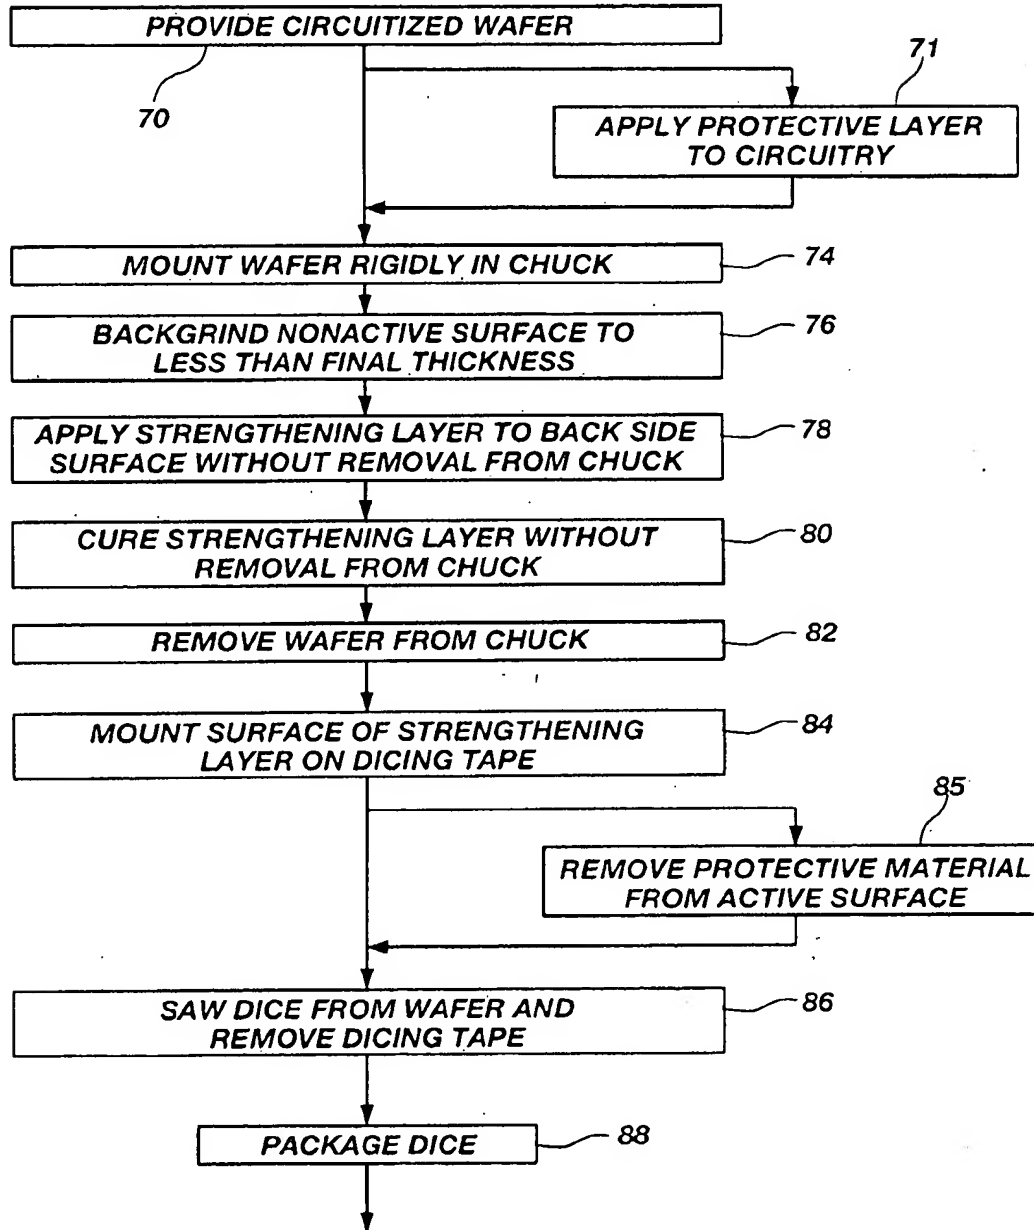 PROVIDE CIRCUITIZED WAFER
70
71
APPLY PROTECTIVE LAYER
TO CIRCUITRY
MOUNT WAFER RIGIDLY IN CHUCK
74
BACKGRIND NONACTIVE SURFACE TO
LESS THAN FINAL THICKNESS
76
APPLY STRENGTHENING LAYER TO BACK SIDE
SURFACE WITHOUT REMOVAL FROM CHUCK
78
CURE STRENGTHENING LAYER WITHOUT
REMOVAL FROM CHUCK
80
REMOVE WAFER FROM CHUCK
82
MOUNT SURFACE OF STRENGTHENING
LAYER ON DICING TAPE
84
85
REMOVE PROTECTIVE MATERIAL
FROM ACTIVE SURFACE
SAW DICE FROM WAFER AND
REMOVE DICING TAPE
86
PACKAGE DICE
88